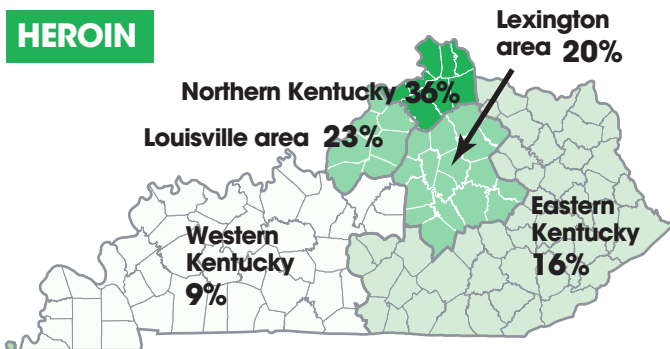 HEROIN
Lexington
area 20%
Northern Kentucky 36%
Louisville area 23%
Western
Kentucky
9%
Eastern
Kentucky
16%